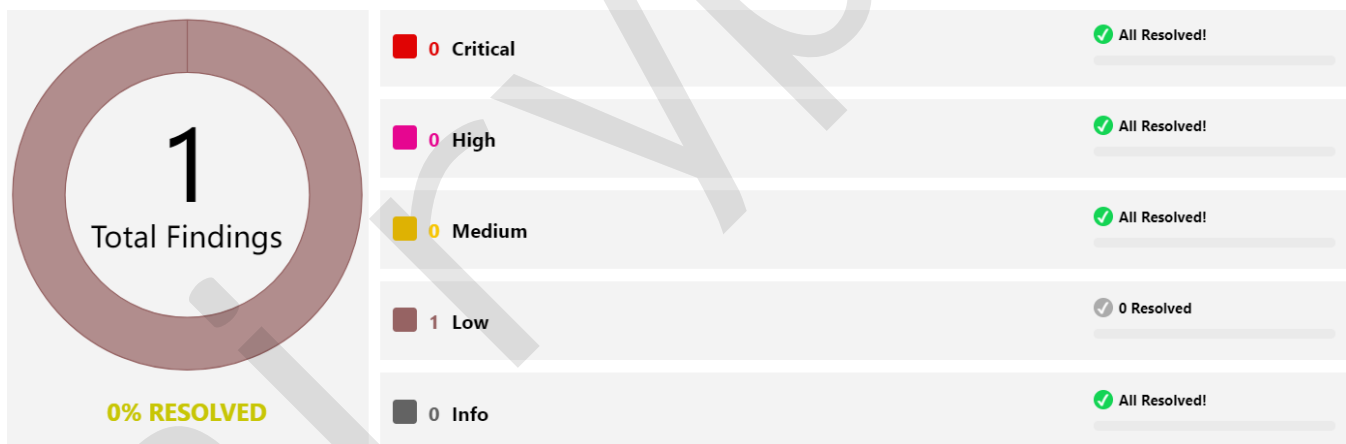 1
Total Findings
0% RESOLVED
0 Critical
All Resolved!
0 High
All Resolved!
0 Medium
All Resolved!
1 Low
0 Resolved
0 Info
All Resolved!